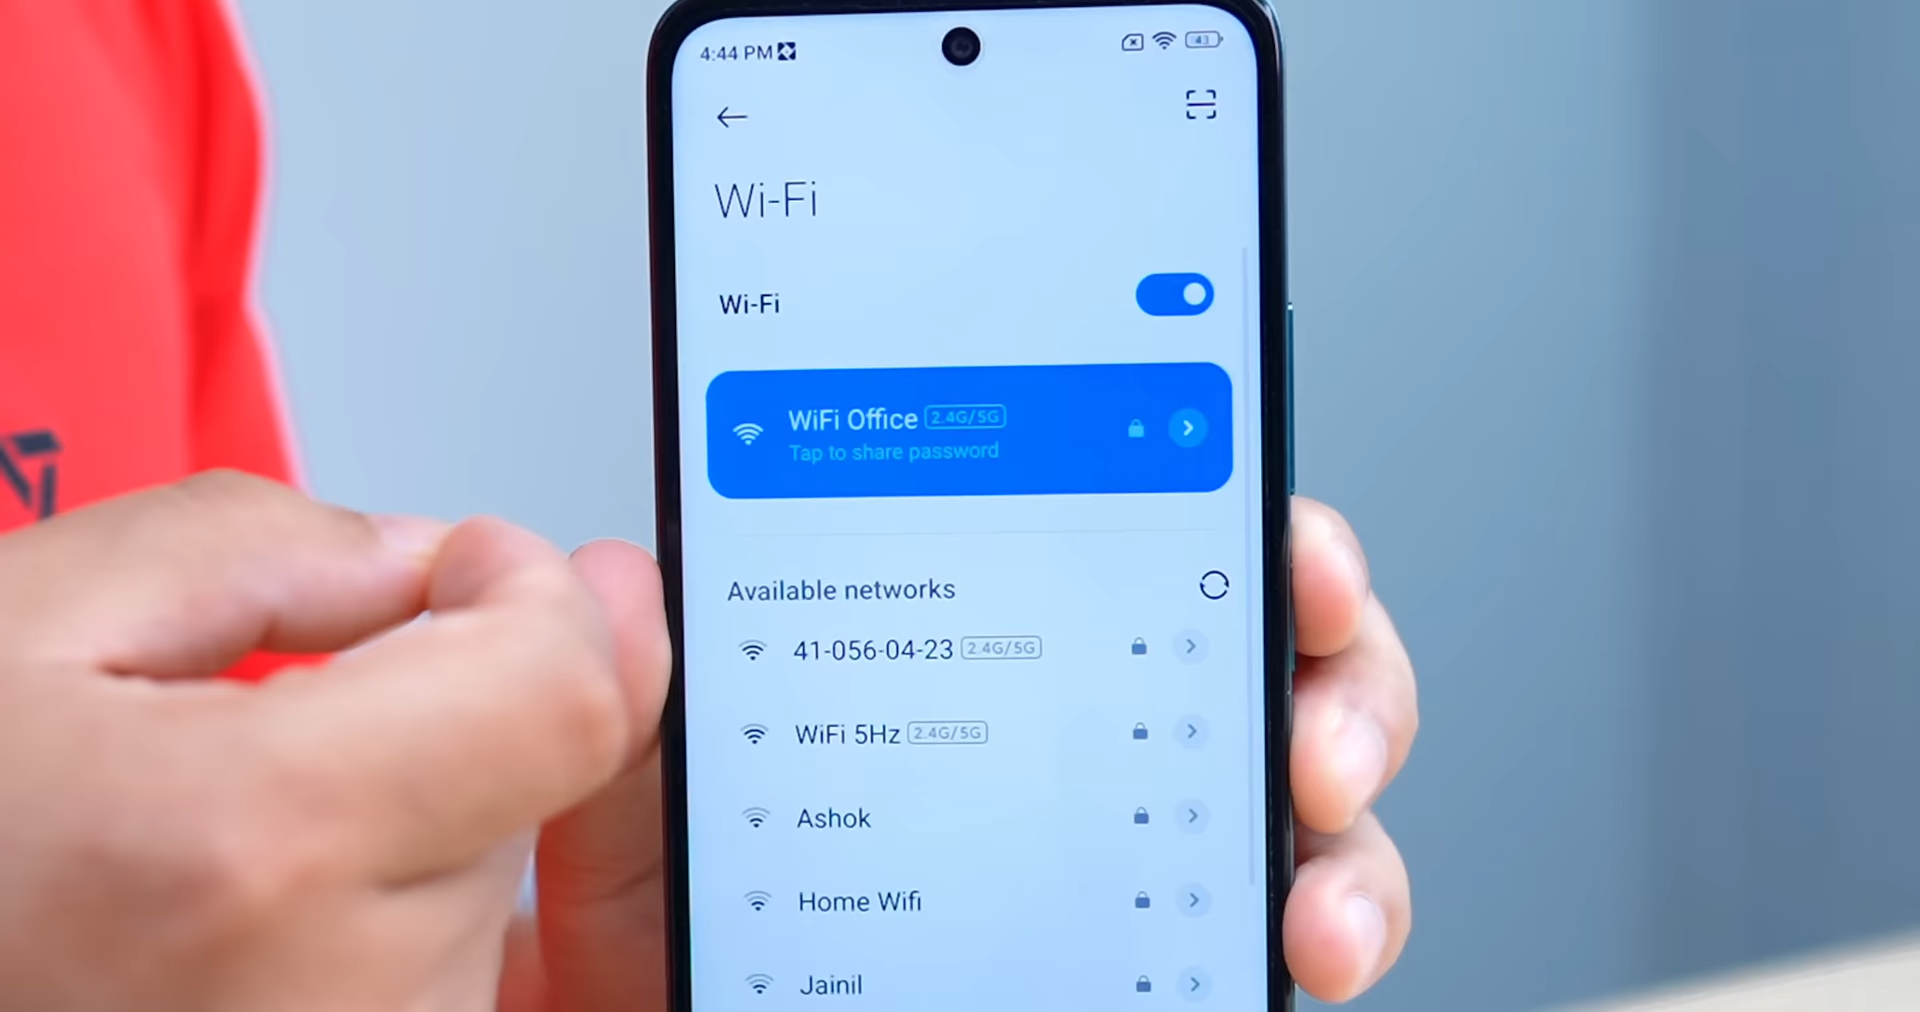 4:44 PM
43
Wi-Fi
Wi-Fi
WiFi Office 2.4G/5G
Tap to share password
Available networks
41-056-04-23 2.4G/5G
WiFi 5Hz 2.4G/5G
Ashok
Home Wifi
Jainil